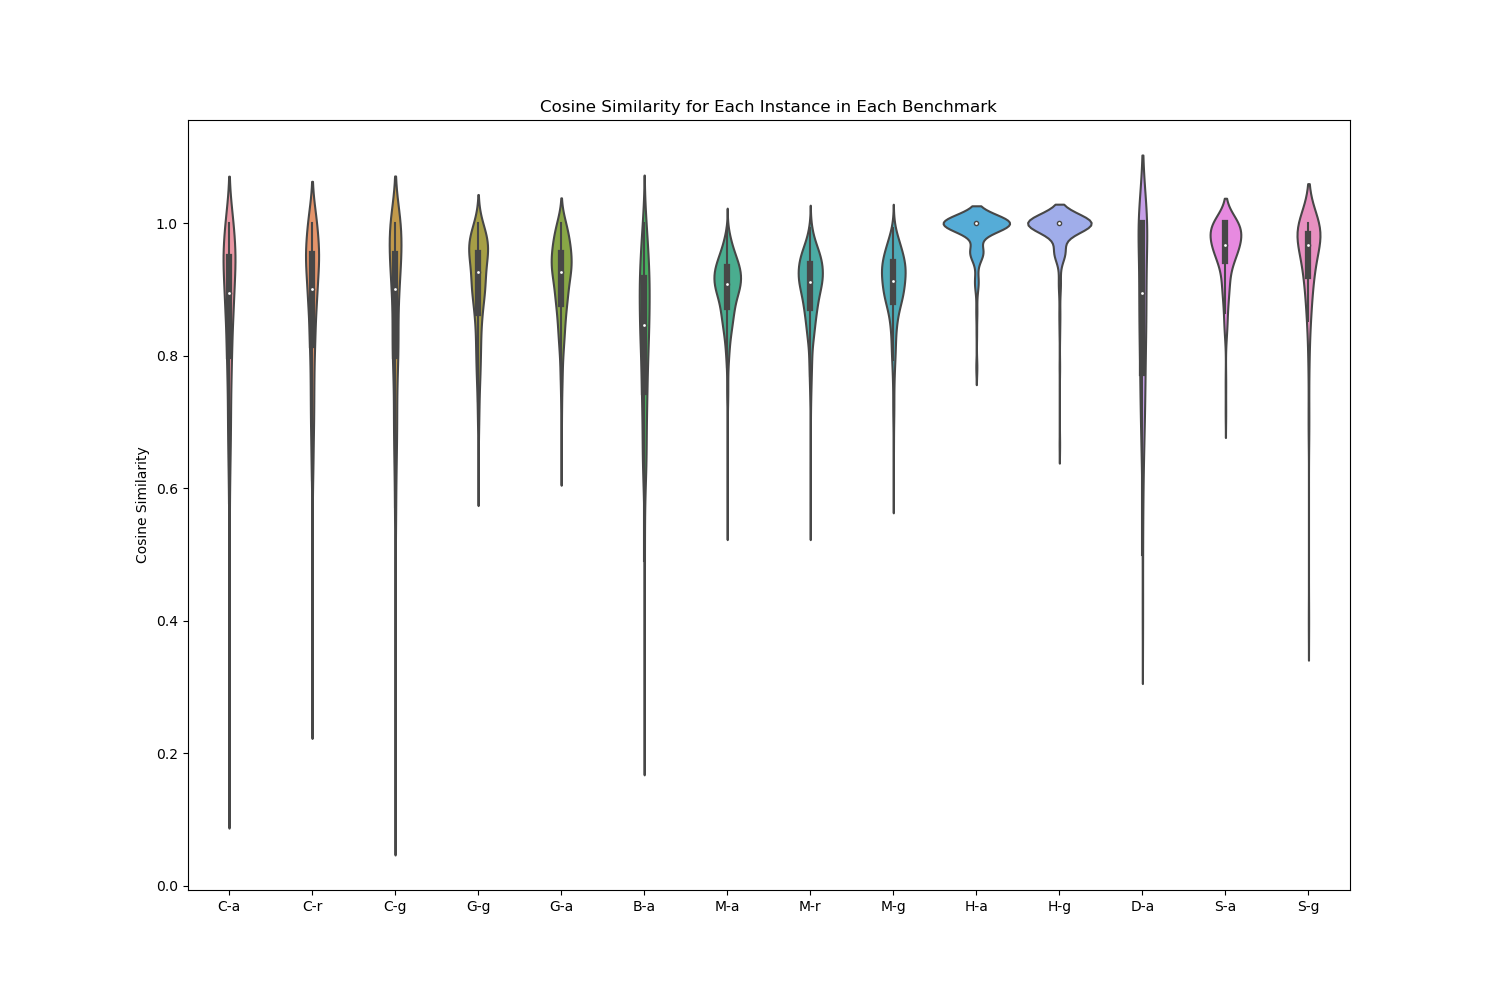 Cosine Similarity for Each Instance in Each Benchmark
Cosine Similarity
1.0
0.8
0.6
0.4
0.2
0.0
C-a C-r C-g G-g G-a B-a M-a M-r M-g H-a H-g D-a S-a S-g